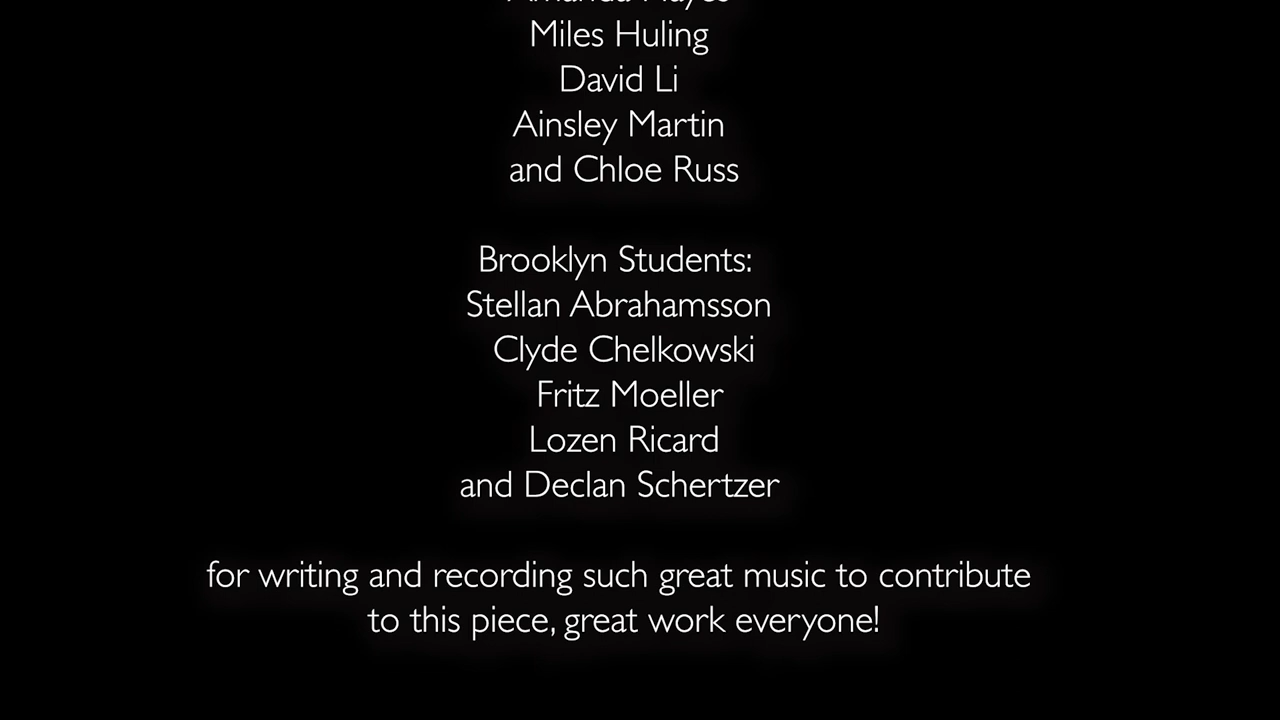 Miles Huling
David Li
Ainsley Martin
and Chloe Russ
Brooklyn Students:
Stellan Abrahamsson
Clyde Chelkowski
Fritz Moeller
Lozen Ricard
and Declan Schertzer
for writing and recording such great music to contribute
to this piece, great work everyone!